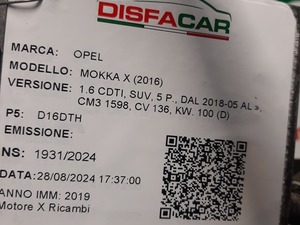 DISFACAR
MARCA: OPEL
MODELLO: MOKKA X (2016)
VERSIONE: 1.6 CDTI, SUV, 5 P., DAL 2018-05 AL »,
CM3 1598, CV 136, KW. 100 (D)
P5: D16DTH
EMISSIONE:
NS: 1931/2024
DATA: 28/08/2024 17:37:00
ANNO IMM: 2019
Motore X Ricambi